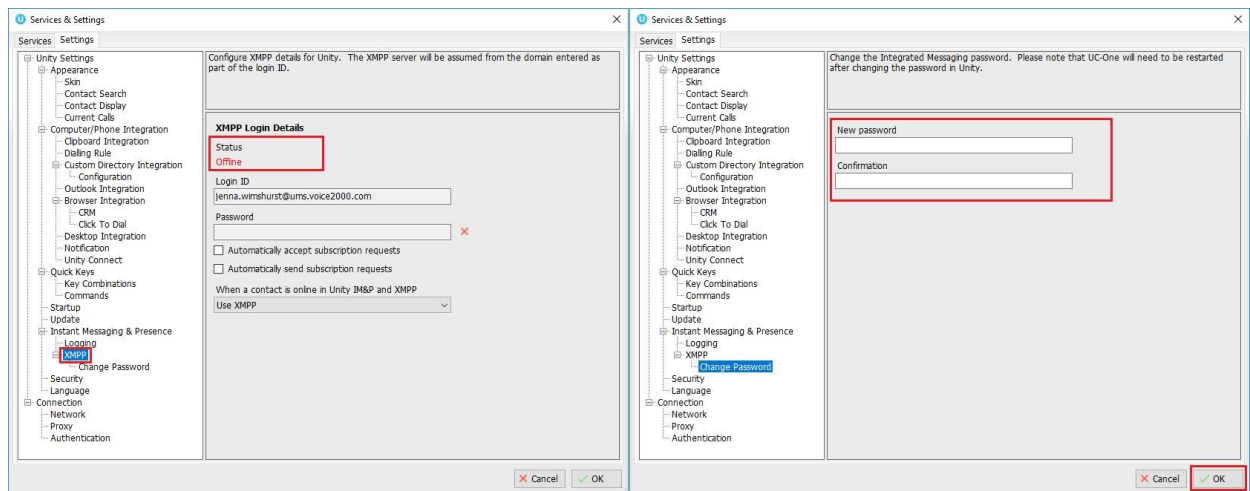 Services & Settings
Services Settings
Unity Settings
Appearance
Skin
Contact Search
Contact Display
Current Calls
Computer/Phone Integration
Clipboard Integration
Dialling Rule
Custom Directory Integration
Configuration
Outlook Integration
Browser Integration
CRM
Click To Dial
Desktop Integration
Notification
Unity Connect
Quick Keys
Key Combinations
Commands
Startup
Update
Instant Messaging & Presence
Logging
XMPP
Change Password
Security
Language
Connection
Network
Proxy
Authentication
Configure XMPP details for Unity. The XMPP server will be assumed from the domain entered as
part of the login ID.
XMPP Login Details
Status
Offline
Login ID
jenna.wimshurst@ums.voice2000.com
Password
Automatically accept subscription requests
Automatically send subscription requests
When a contact is online in Unity IM&P and XMPP
Use XMPP
Cancel
OK
Services & Settings
Services Settings
Unity Settings
Appearance
Skin
Contact Search
Contact Display
Current Calls
Computer/Phone Integration
Clipboard Integration
Dialling Rule
Custom Directory Integration
Configuration
Outlook Integration
Browser Integration
CRM
Click To Dial
Desktop Integration
Notification
Unity Connect
Quick Keys
Key Combinations
Commands
Startup
Update
Instant Messaging & Presence
Logging
XMPP
Change Password
Security
Language
Connection
Network
Proxy
Authentication
Change the Integrated Messaging password. Please note that UC-One will need to be restarted
after changing the password in Unity.
New password
Confirmation
Cancel
OK